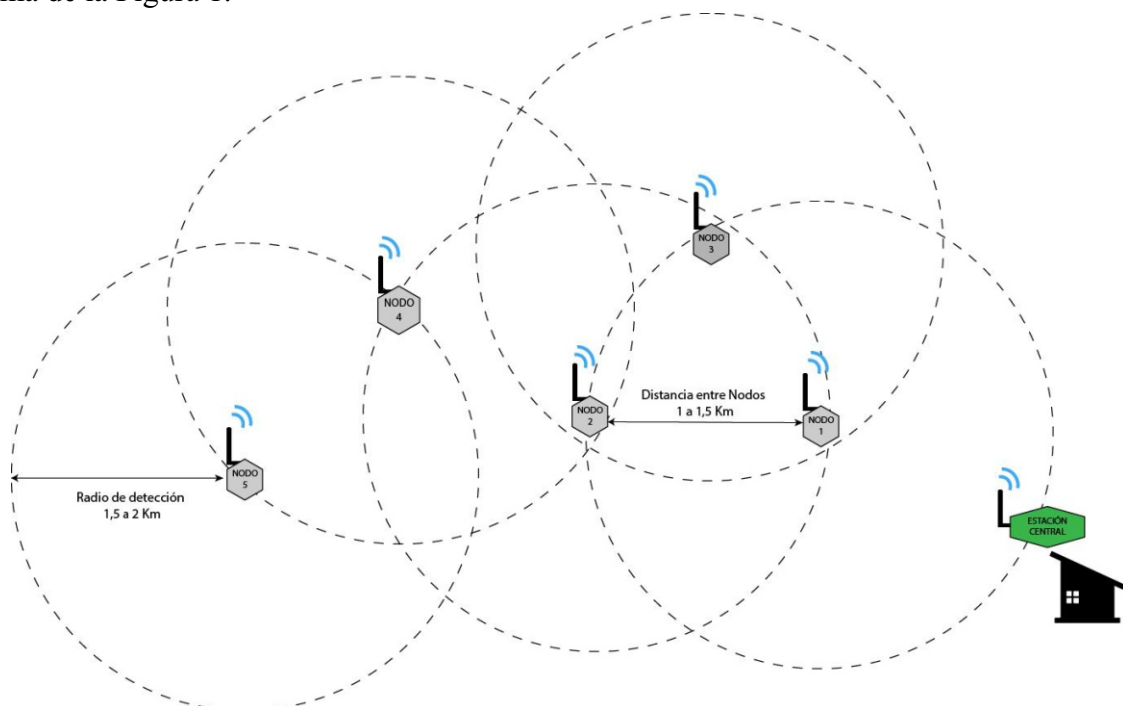 NODO
3
NODO
4
Distancia entre Nodos
1 a 1,5 Km
NODO
2
NODO
1
NODO
5
Radio de detección
1,5 a 2 Km
ESTACIÓN
CENTRAL